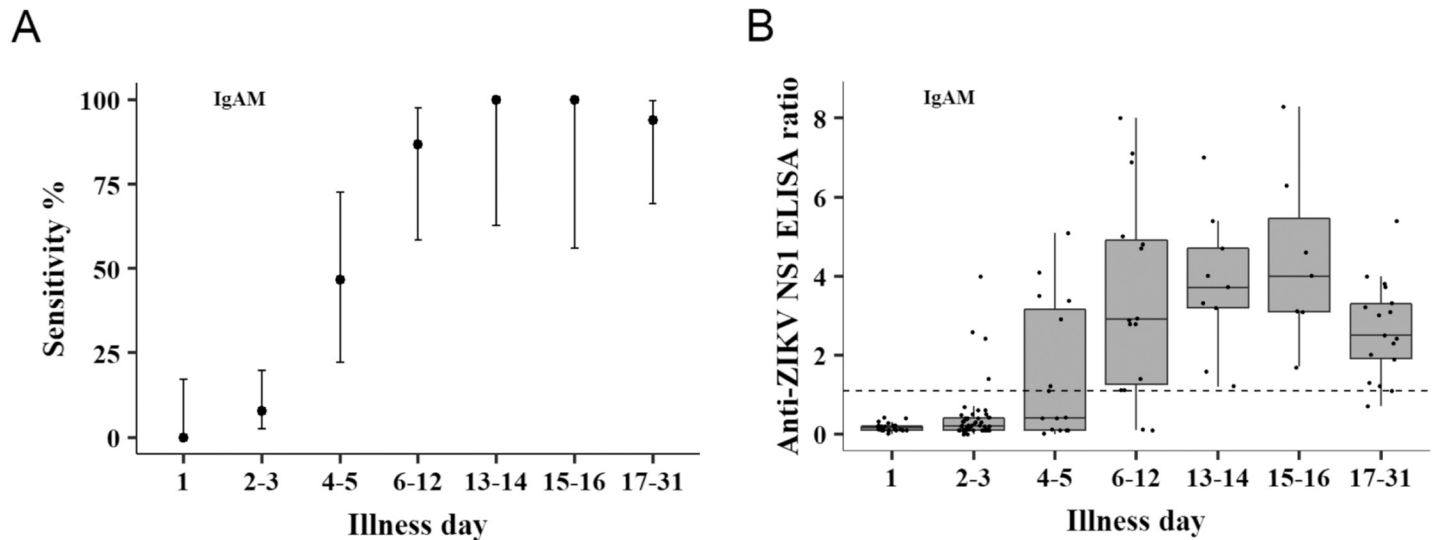 A
IgAM
Sensitivity %
100
75
50
25
0
1 2-3 4-5 6-12 13-14 15-16 17-31
Illness day
B
IgAM
Anti-ZIKV NS1 ELISA ratio
8
6
4
2
0
1 2-3 4-5 6-12 13-14 15-16 17-31
Illness day